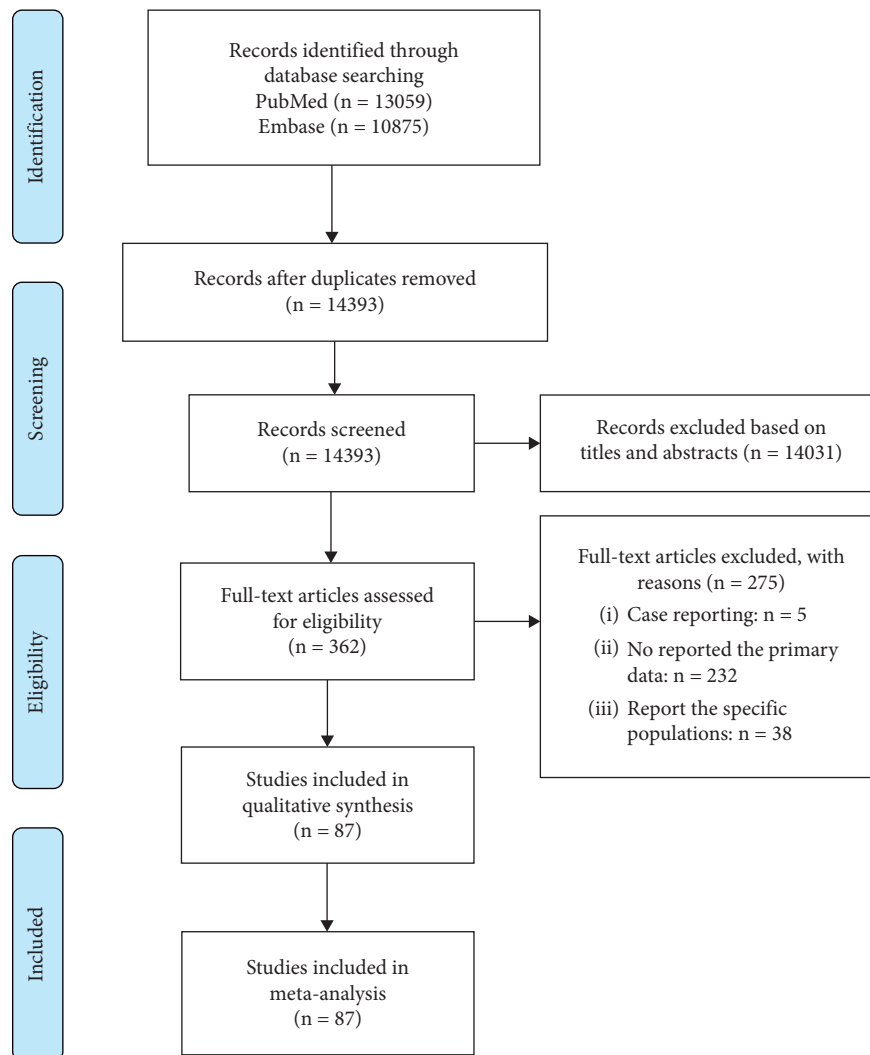 Identification
Records identified through
database searching
PubMed (n = 13059)
Embase (n = 10875)
Records after duplicates removed
(n = 14393)
Screening
Records screened
(n = 14393)
Records excluded based on
titles and abstracts (n = 14031)
Eligibility
Full-text articles assessed
for eligibility
(n = 362)
Full-text articles excluded, with
reasons (n = 275)
(i) Case reporting: n = 5
(ii) No reported the primary
data: n = 232
(iii) Report the specific
populations: n = 38
Studies included in
qualitative synthesis
(n = 87)
Included
Studies included in
meta-analysis
(n = 87)